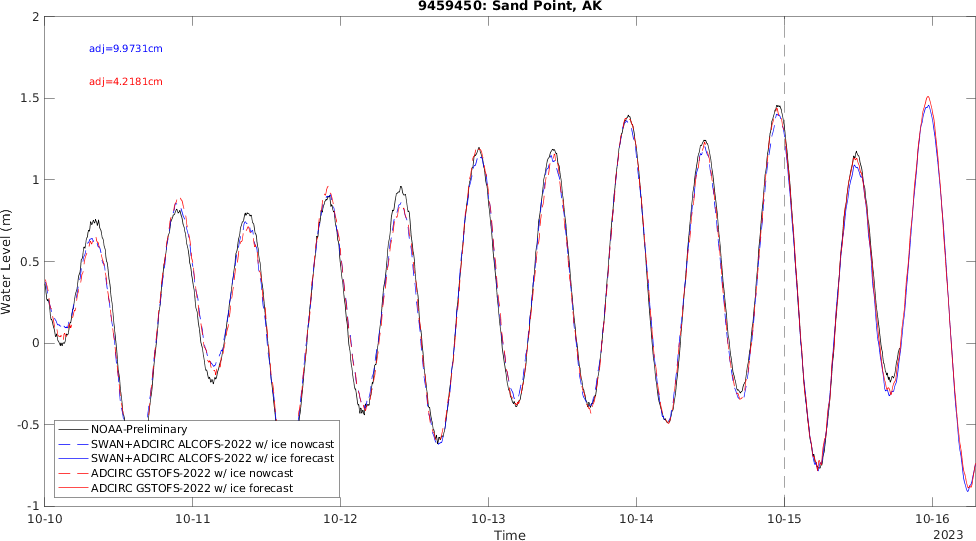 9459450: Sand Point, AK
adj=9.9731cm
adj=4.2181cm
Water Level (m)
2
1.5
1
0.5
0
-0.5
-1
NOAA-Preliminary
SWAN+ADCIRC ALCOFS-2022 w/ ice nowcast
SWAN+ADCIRC ALCOFS-2022 w/ ice forecast
ADCIRC GSTOFS-2022 w/ ice nowcast
ADCIRC GSTOFS-2022 w/ ice forecast
10-10 10-11 10-12 10-13 10-14 10-15 10-16
Time
2023